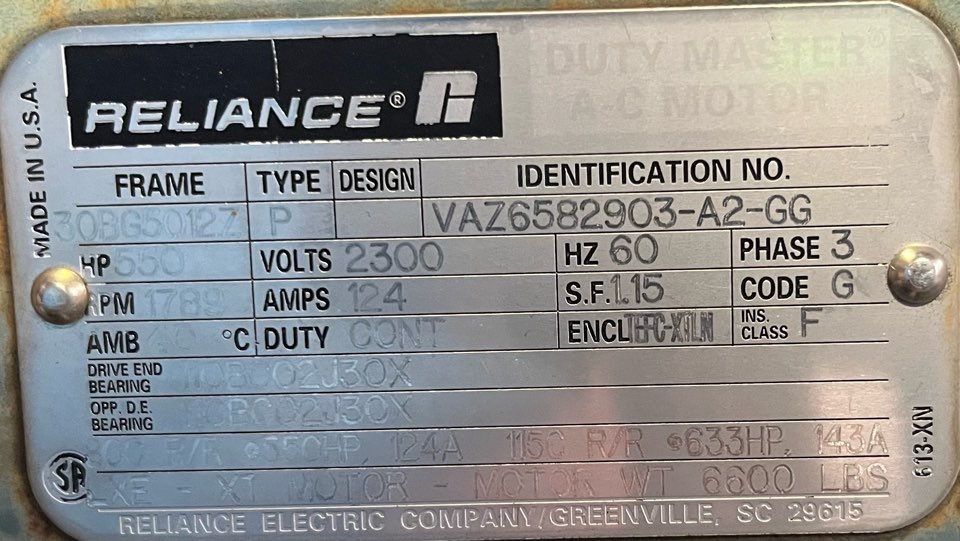 RELIANCE®
DUTY MASTER®
A-C MOTOR
MADE IN U.S.A.
FRAME TYPE DESIGN IDENTIFICATION NO.
30BG5012Z P VAZ6582903-A2-GG
HP 550 VOLTS 2300 HZ 60 PHASE 3
RPM 1789 AMPS 124 S.F. 1.15 CODE G
AMB °C DUTY CONT ENCL INS. CLASS F
DRIVE END BEARING
OPP. D.E. BEARING
R/R @550HP, 124A 115C R/R @633HP, 143A
- XT MOTOR - MOTOR WT 6600 LBS
SA
613-XN
RELIANCE ELECTRIC COMPANY/GREENVILLE, SC 29615